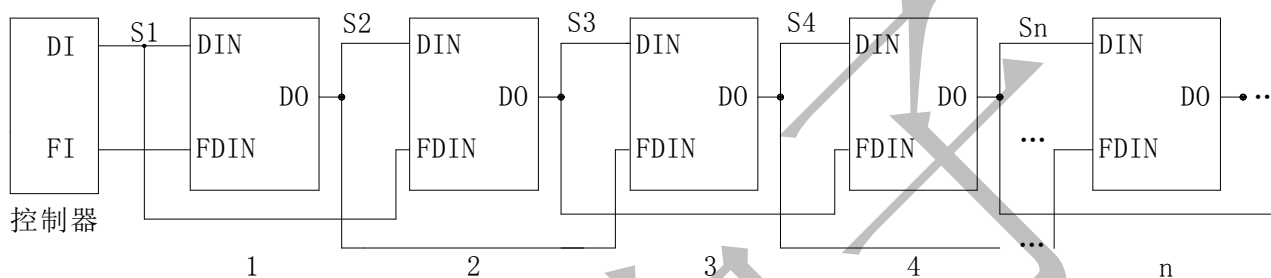 S1 S2 S3 S4 Sn
DI DIN DIN DIN DIN DIN
DO DO DO DO DO
FI FDIN FDIN FDIN FDIN FDIN
控制器
1 2 3 4 n